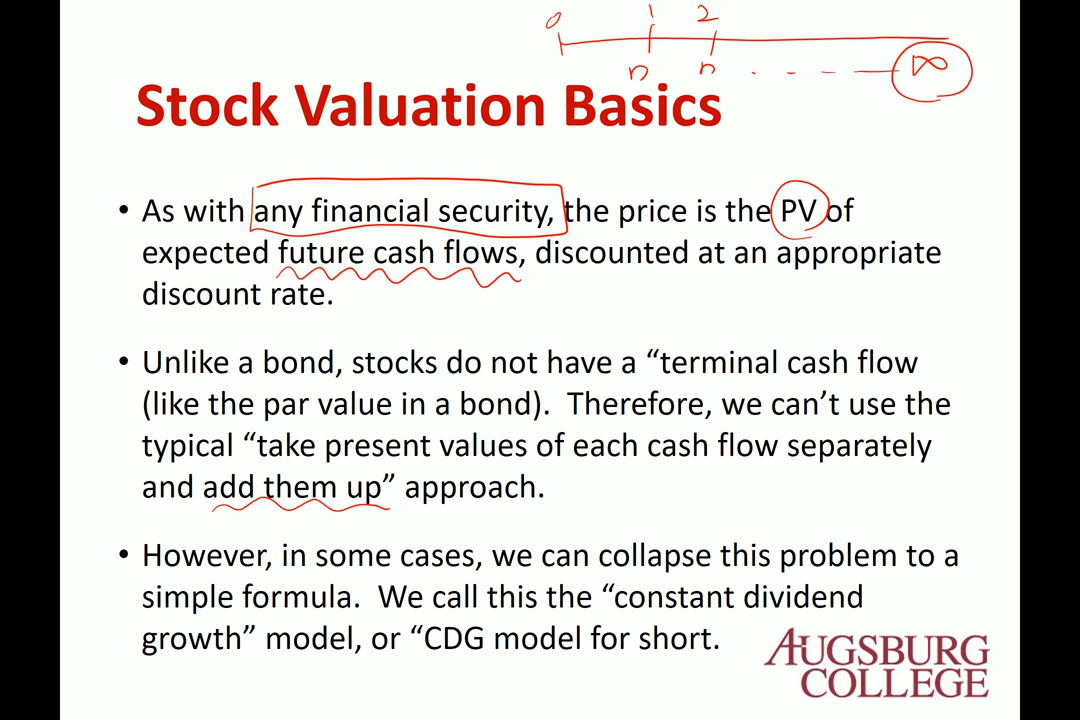 0 1 2
D D . - - — ∞
Stock Valuation Basics
• As with any financial security, the price is the PV of
expected future cash flows, discounted at an appropriate
discount rate.
• Unlike a bond, stocks do not have a “terminal cash flow
(like the par value in a bond). Therefore, we can’t use the
typical “take present values of each cash flow separately
and add them up” approach.
• However, in some cases, we can collapse this problem to a
simple formula. We call this the “constant dividend
growth” model, or “CDG model for short.
AUGSBURG
COLLEGE